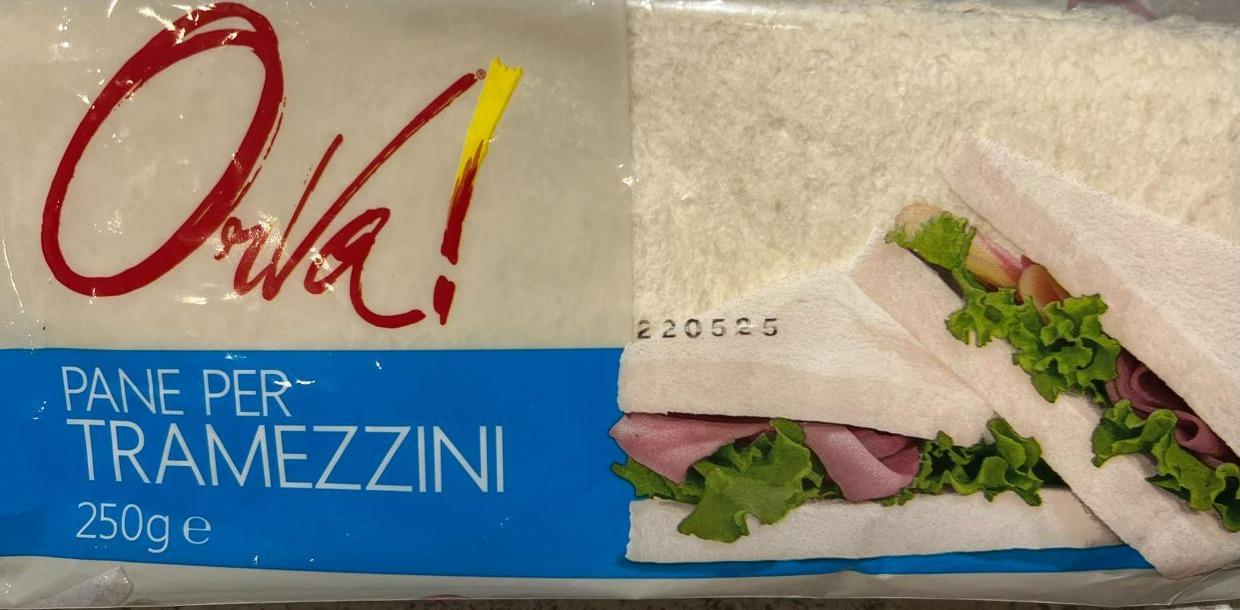 OrVa!®
220525
PANE PER
TRAMEZZINI
250g ℮